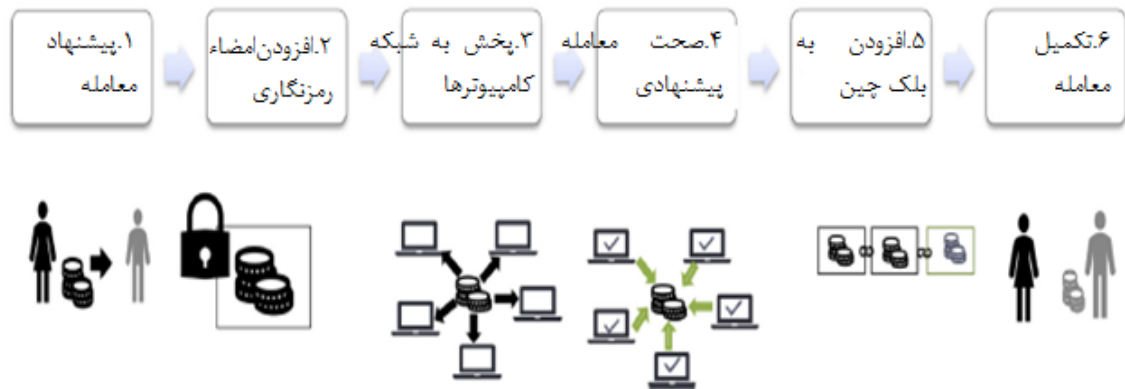 ۱.پیشنهاد
معامله
۲.افزودن‌امضاء
رمزنگاری
۳.پخش به شبکه
کامپیوترها
۴.صحت معامله
پیشنهادی
۵.افزودن به
بلک چین
۶.تکمیل
معامله